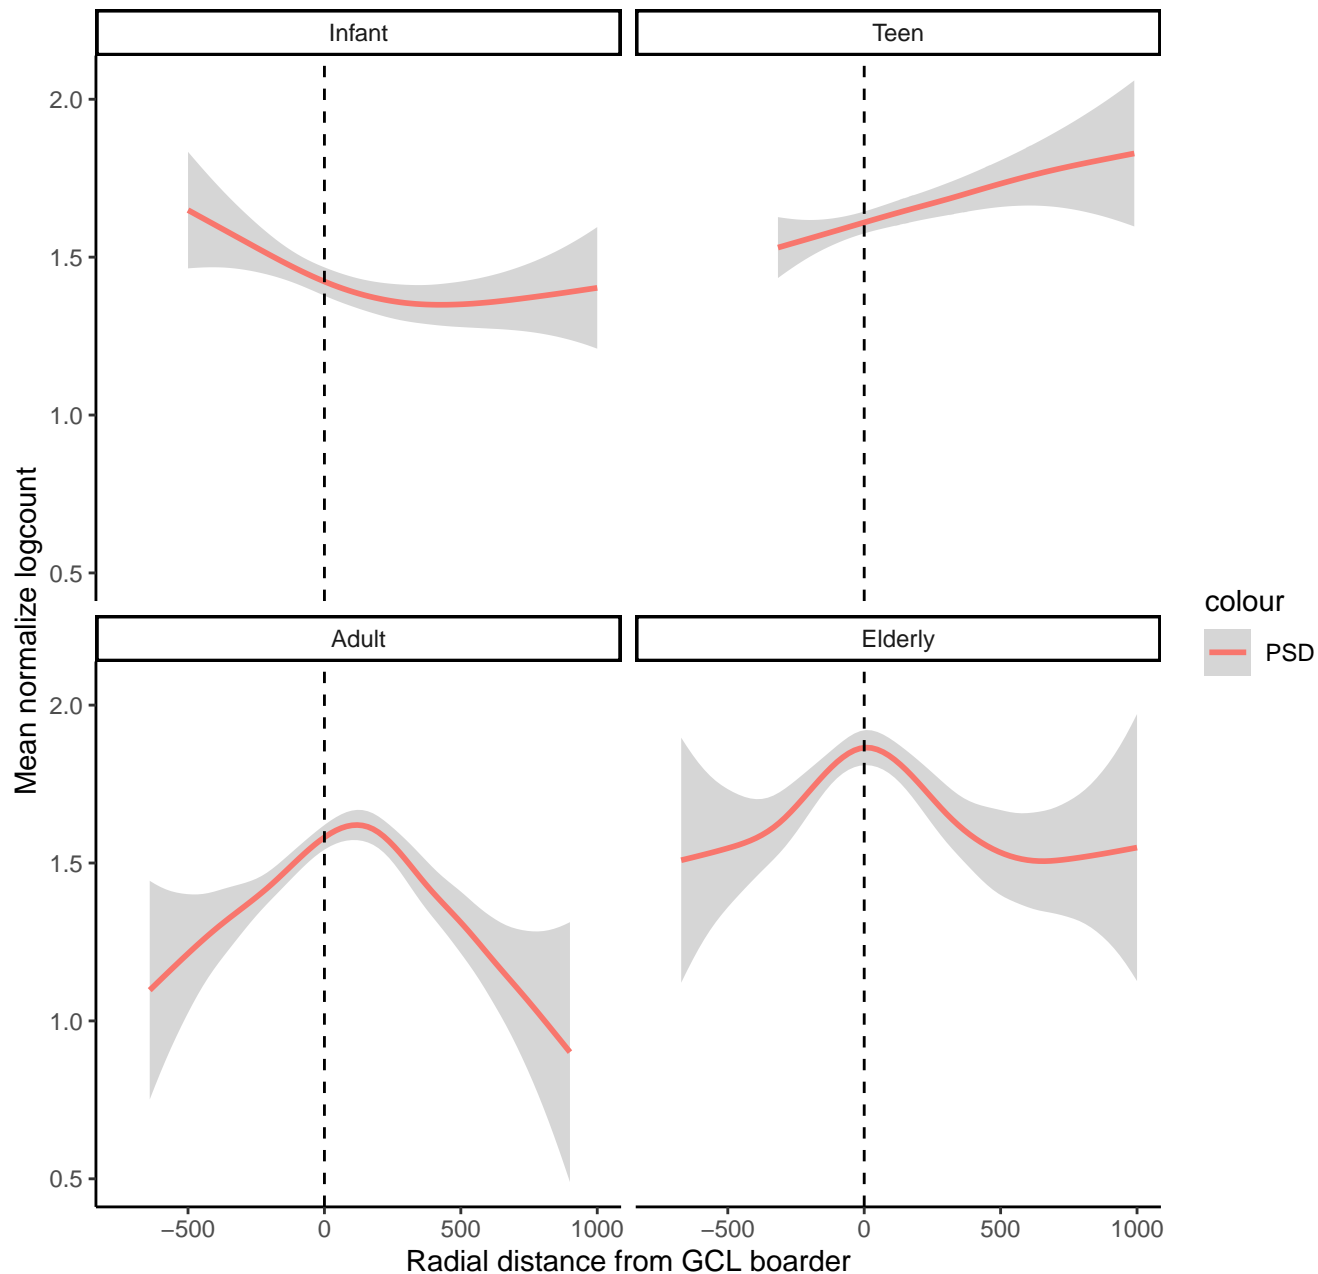 Infant
Teen
2.0
1.5
1.0
0.5
Adult
Elderly
2.0
1.5
1.0
0.5
−500 0 500 1000
−500 0 500 1000
Radial distance from GCL boarder
Mean normalize logcount
colour
PSD